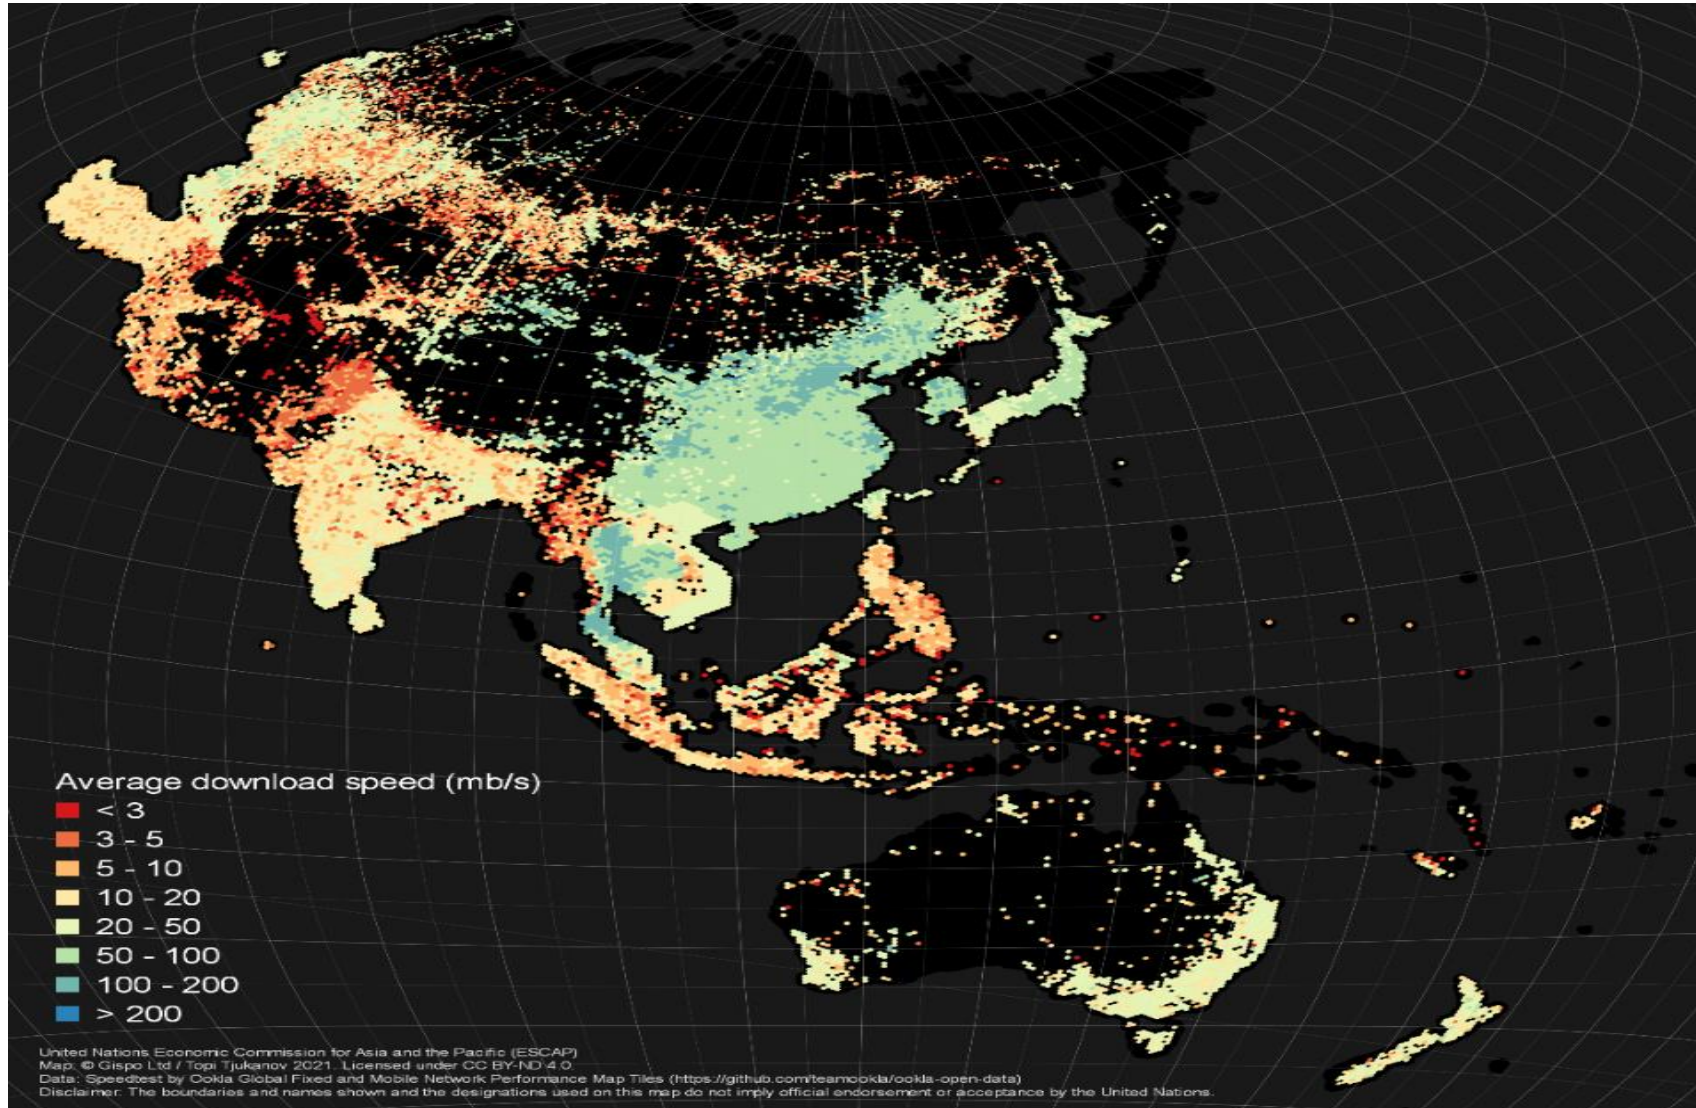 Average download speed (mb/s)
< 3
3 - 5
5 - 10
10 - 20
20 - 50
50 - 100
100 - 200
> 200
United Nations Economic Commission for Asia and the Pacific (ESCAP)
Map: © Gispo Ltd / Topi Tjukanov 2021. Licensed under CC BY-ND 4.0.
Data: Speedtest by Ookla Global Fixed and Mobile Network Performance Map Tiles (https://github.com/teamookla/ookla-open-data)
Disclaimer: The boundaries and names shown and the designations used on this map do not imply official endorsement or acceptance by the United Nations.